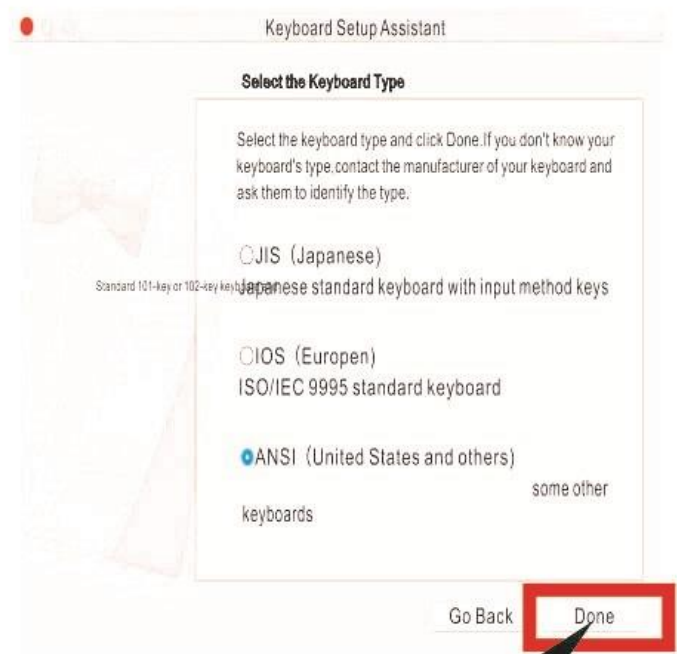 Keyboard Setup Assistant
Select the Keyboard Type
Select the keyboard type and click Done.If you don't know your
keyboard's type,contact the manufacturer of your keyboard and
ask them to identify the type.
JIS (Japanese)
Standard 101-key or 102-key
Japanese standard keyboard with input method keys
IOS (Europen)
ISO/IEC 9995 standard keyboard
ANSI (United States and others)
some other
keyboards
Go Back Done